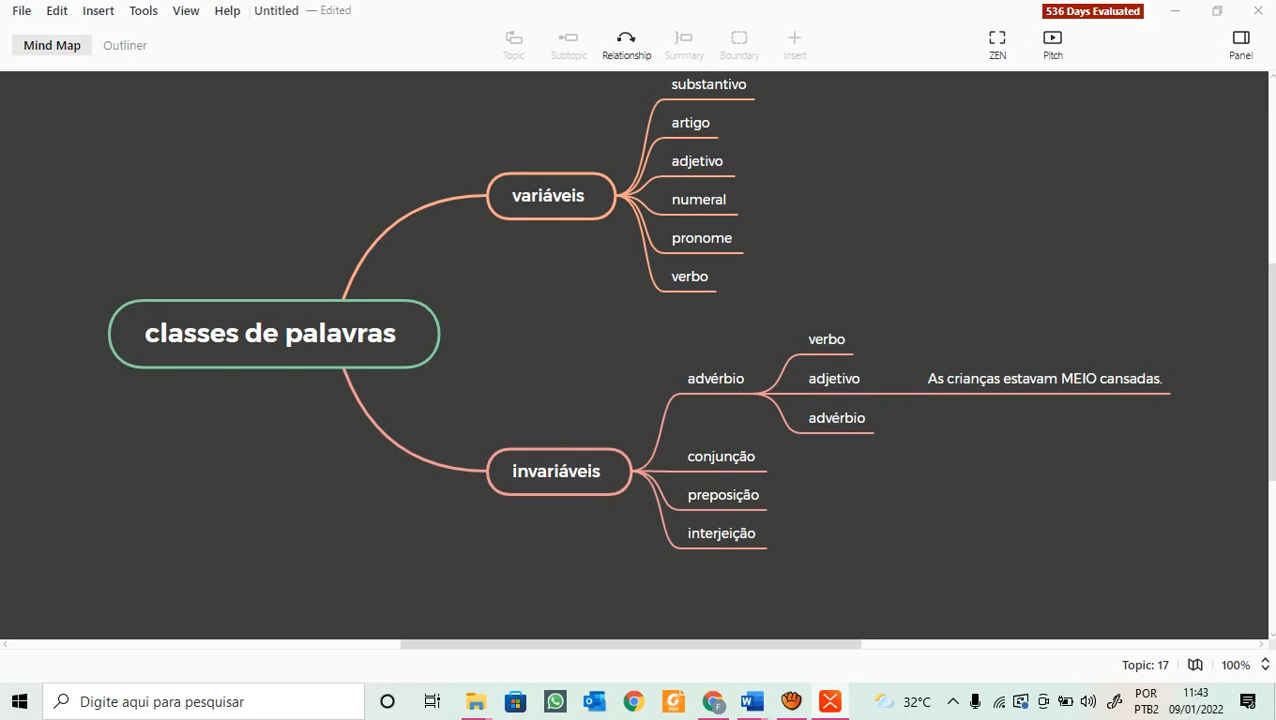 File Edit Insert Tools View Help Untitled — Edited
536 Days Evaluated
Mind Map Outliner
Topic Subtopic Relationship Summary Boundary Insert ZEN Pitch Panel
substantivo
artigo
adjetivo
variáveis
numeral
pronome
verbo
classes de palavras
verbo
advérbio
adjetivo
As crianças estavam MEIO cansadas.
advérbio
conjunção
invariáveis
preposição
interjeição
Topic: 17 100%
Digite aqui para pesquisar
32°C
POR
PTB2
11:43
09/01/2022